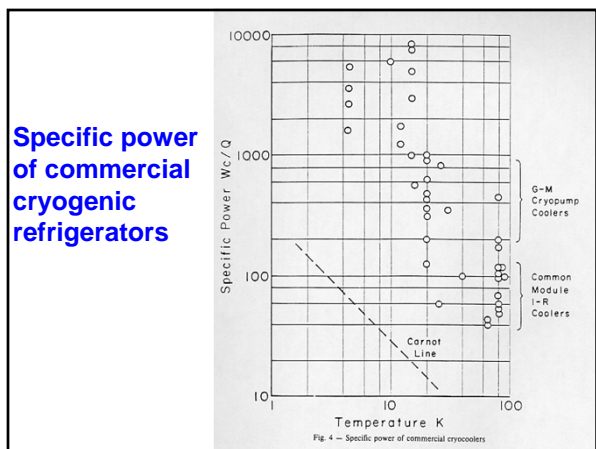 Specific power
of commercial
cryogenic
refrigerators
10000
1000
100
10
Specific Power Wc/Q
G-M
Cryopump
Coolers
Common
Module
I-R
Coolers
Carnot
Line
1
10
100
Temperature K
Fig. 4 — Specific power of commercial cryocoolers